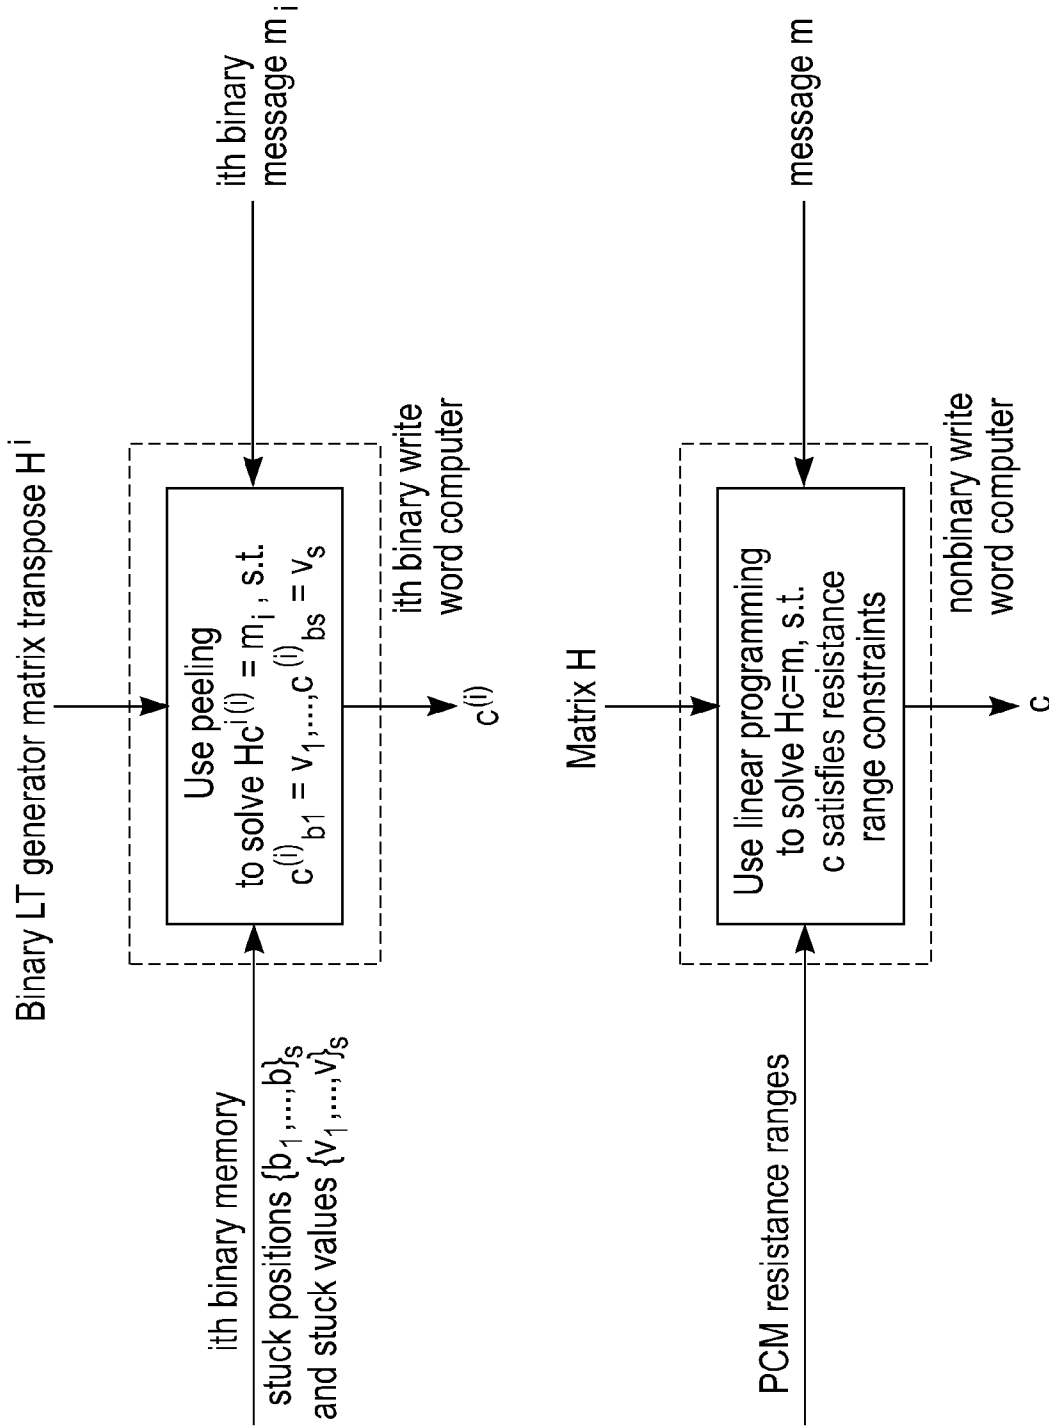 Binary LT generator matrix transpose H^i
ith binary memory
stuck positions {b_1,...,b}_s
and stuck values {v_1,...,v}_s
Use peeling
to solve Hc^i(i) = m_i , s.t.
c^(i)_b1 = v_1,...,c^(i)_bs = v_s
ith binary
message m_i
ith binary write
word computer
c^(i)
Matrix H
PCM resistance ranges
Use linear programming
to solve Hc=m, s.t.
c satisfies resistance
range constraints
message m
nonbinary write
word computer
c